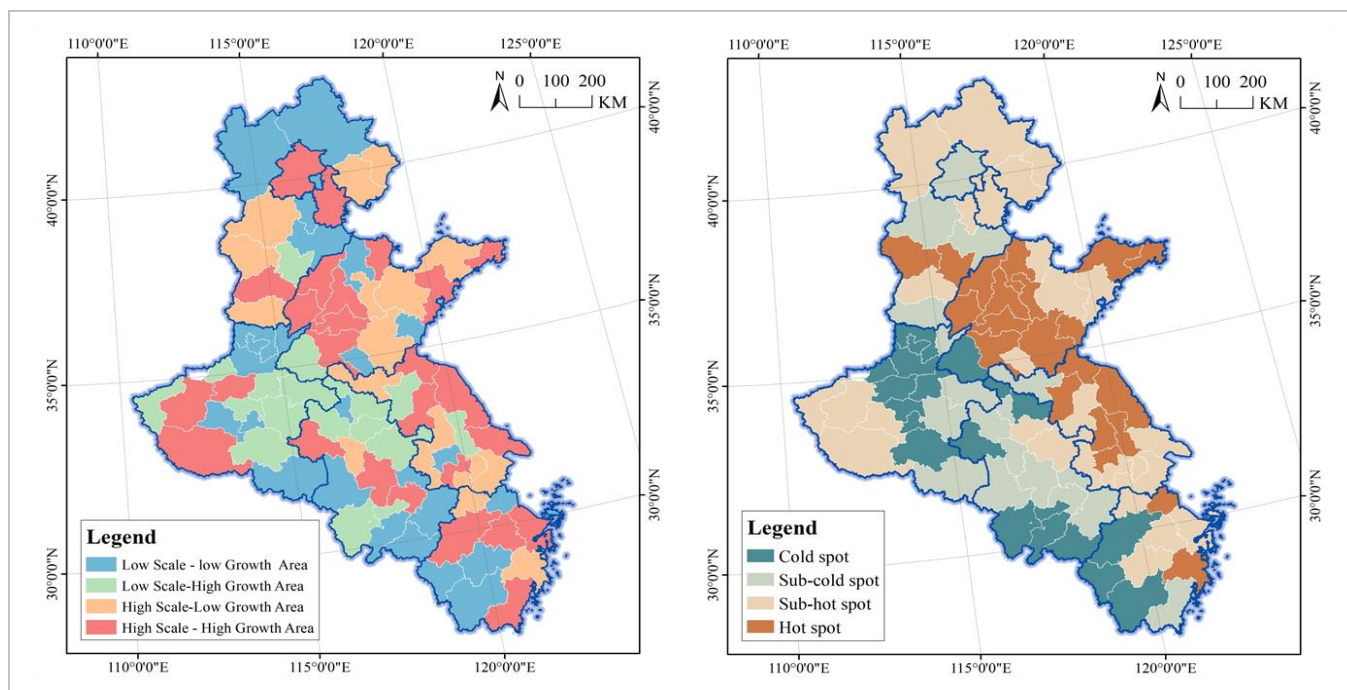 110°0'0"E
115°0'0"E
120°0'0"E
125°0'0"E
N
0 100 200
KM
40°0'0"N
35°0'0"N
30°0'0"N
40°0'0"N
35°0'0"N
30°0'0"N
Legend
Low Scale - low Growth Area
Low Scale-High Growth Area
High Scale-Low Growth Area
High Scale - High Growth Area
110°0'0"E
115°0'0"E
120°0'0"E
110°0'0"E
115°0'0"E
120°0'0"E
125°0'0"E
N
0 100 200
KM
40°0'0"N
35°0'0"N
30°0'0"N
40°0'0"N
35°0'0"N
30°0'0"N
Legend
Cold spot
Sub-cold spot
Sub-hot spot
Hot spot
110°0'0"E
115°0'0"E
120°0'0"E